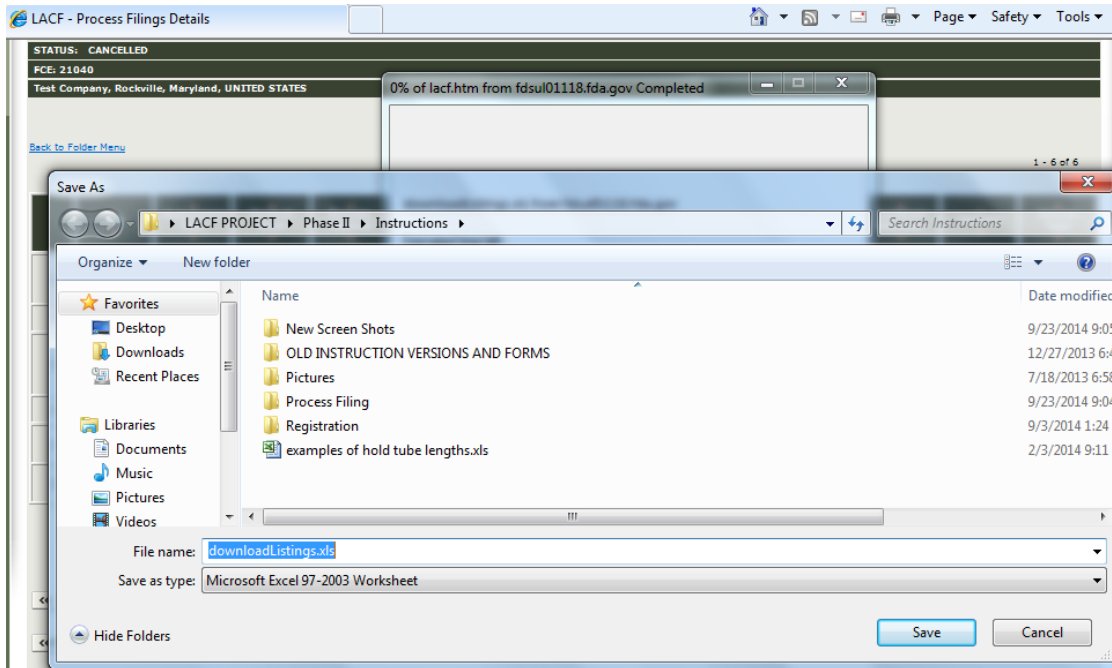 LACF - Process Filings Details
Page Safety Tools
STATUS: CANCELLED
FCE: 21040
Test Company, Rockville, Maryland, UNITED STATES
0% of lacf.htm from fdsul01118.fda.gov Completed
Back to Folder Menu
1 - 6 of 6
Save As
LACF PROJECT Phase II Instructions
Search Instructions
Organize New folder
Favorites
Desktop
Downloads
Recent Places
Libraries
Documents
Music
Pictures
Videos
Name Date modified
New Screen Shots 9/23/2014 9:05
OLD INSTRUCTION VERSIONS AND FORMS 12/27/2013 6:4
Pictures 7/18/2013 6:58
Process Filing 9/23/2014 9:04
Registration 9/3/2014 1:24
examples of hold tube lengths.xls 2/3/2014 9:11
File name: downloadListings.xls
Save as type: Microsoft Excel 97-2003 Worksheet
Hide Folders Save Cancel